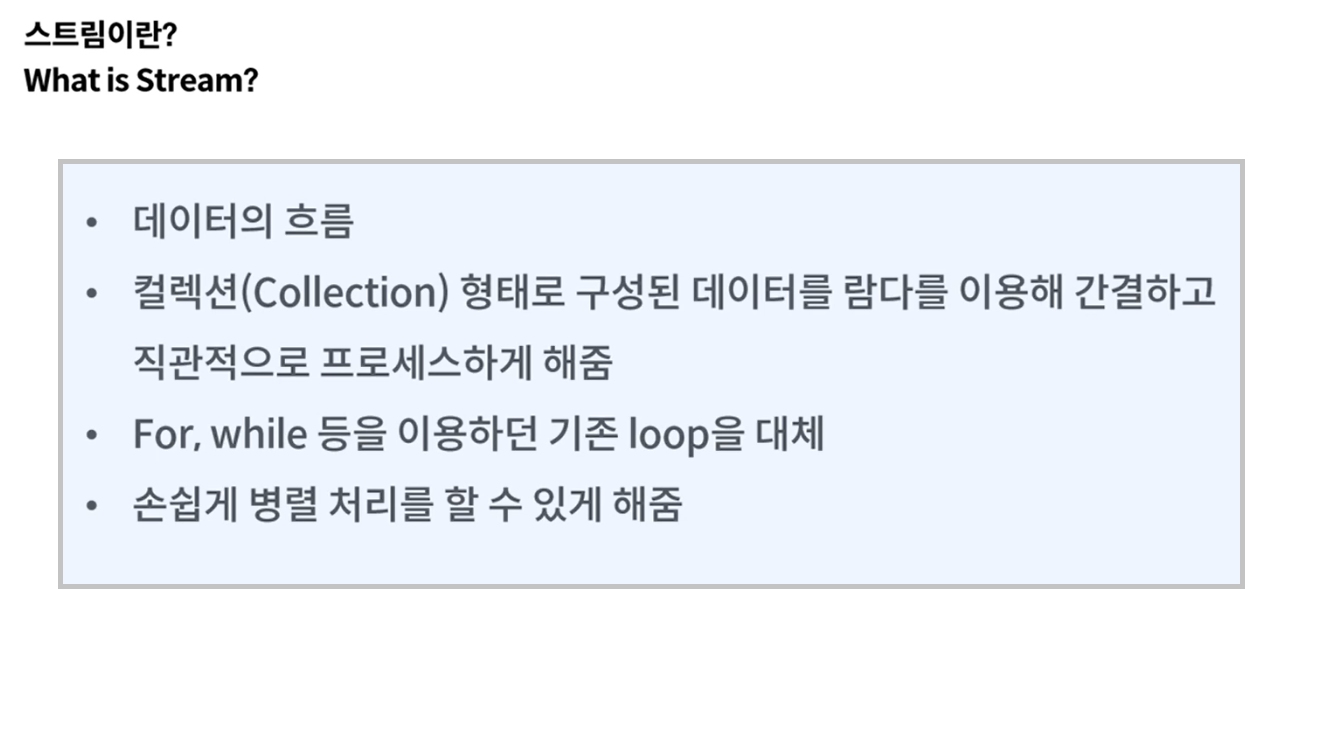 스트림이란?
What is Stream?
• 데이터의 흐름
• 컬렉션(Collection) 형태로 구성된 데이터를 람다를 이용해 간결하고
직관적으로 프로세스하게 해줌
• For, while 등을 이용하던 기존 loop을 대체
• 손쉽게 병렬 처리를 할 수 있게 해줌